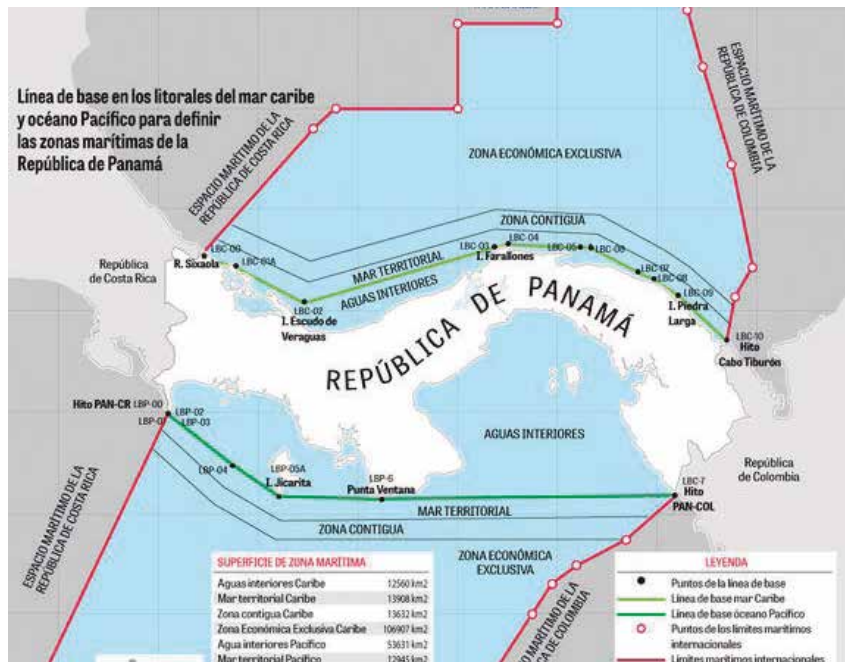 Línea de base en los litorales del mar caribe
y océano Pacífico para definir
las zonas marítimas de la
República de Panamá
ESPACIO MARÍTIMO DE LA
REPÚBLICA DE COSTA RICA
ESPACIO MARÍTIMO DE LA
REPÚBLICA DE COLOMBIA
ZONA ECONÓMICA EXCLUSIVA
ZONA CONTIGUA
MAR TERRITORIAL
AGUAS INTERIORES
República
de Costa Rica
R. Sixaola
LBC-00
LBC-01A
LBC-02
I. Escudo de
Veraguas
LBC-03
LBC-04
I. Farallones
LBC-05
LBC-07
LBC-08
LBC-09
I. Piedra
Larga
LBC-10
Hito
Cabo Tiburón
REPÚBLICA DE PANAMÁ
Hito PAN-CR
LBP-00
LBP-02
LBP-03
LBP-04
LBP-05A
I. Jicarita
LBP-6
Punta Ventana
AGUAS INTERIORES
LBC-7
Hito
PAN-COL
República
de Colombia
MAR TERRITORIAL
ZONA CONTIGUA
ZONA ECONÓMICA
EXCLUSIVA
ESPACIO MARÍTIMO DE LA
REPÚBLICA DE COSTA RICA
MARÍTIMO DE LA
DE COLOMBIA
SUPERFICIE DE ZONA MARÍTIMA
Aguas interiores Caribe 12560 km2
Mar territorial Caribe 13908 km2
Zona contigua Caribe 13632 km2
Zona Económica Exclusiva Caribe 106907 km2
Agua interiores Pacífico 53631 km2
Mar territorial Pacífico 12945 km2
LEYENDA
Puntos de la línea de base
Línea de base mar Caribe
Línea de base óceano Pacífico
Puntos de los límites marítimos
internacionales
Límites marítimos internacionales